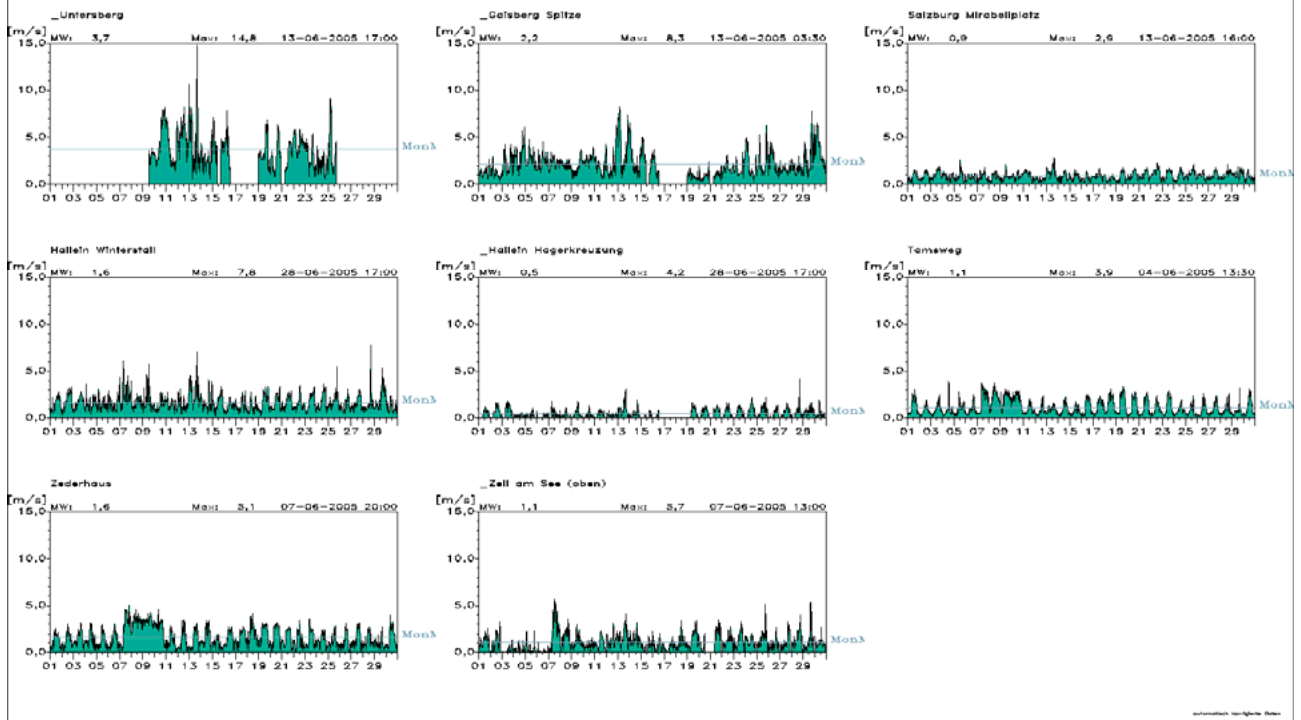 _Untersberg
[m/s] MW: 3,7 Max: 14,8 13-06-2005 17:00
15,0
10,0
5,0
0,0
MonM
01 03 05 07 09 11 13 15 17 19 21 23 25 27 29
_Gaisberg Spitze
[m/s] MW: 2,2 Max: 8,3 13-06-2005 03:30
15,0
10,0
5,0
0,0
MonM
01 03 05 07 09 11 13 15 17 19 21 23 25 27 29
Salzburg Mirabellplatz
[m/s] MW: 0,9 Max: 2,9 13-06-2005 16:00
15,0
10,0
5,0
0,0
MonM
01 03 05 07 09 11 13 15 17 19 21 23 25 27 29
Hallein Winterstall
[m/s] MW: 1,6 Max: 7,8 28-06-2005 17:00
15,0
10,0
5,0
0,0
MonM
01 03 05 07 09 11 13 15 17 19 21 23 25 27 29
_Hallein Hagerkreuzung
[m/s] MW: 0,5 Max: 4,2 28-06-2005 17:00
15,0
10,0
5,0
0,0
MonM
01 03 05 07 09 11 13 15 17 19 21 23 25 27 29
Tamsweg
[m/s] MW: 1,1 Max: 3,9 04-06-2005 13:30
15,0
10,0
5,0
0,0
MonM
01 03 05 07 09 11 13 15 17 19 21 23 25 27 29
Zederhaus
[m/s] MW: 1,6 Max: 5,1 07-06-2005 20:00
15,0
10,0
5,0
0,0
MonM
01 03 05 07 09 11 13 15 17 19 21 23 25 27 29
_Zell am See (oben)
[m/s] MW: 1,1 Max: 5,7 07-06-2005 13:00
15,0
10,0
5,0
0,0
MonM
01 03 05 07 09 11 13 15 17 19 21 23 25 27 29